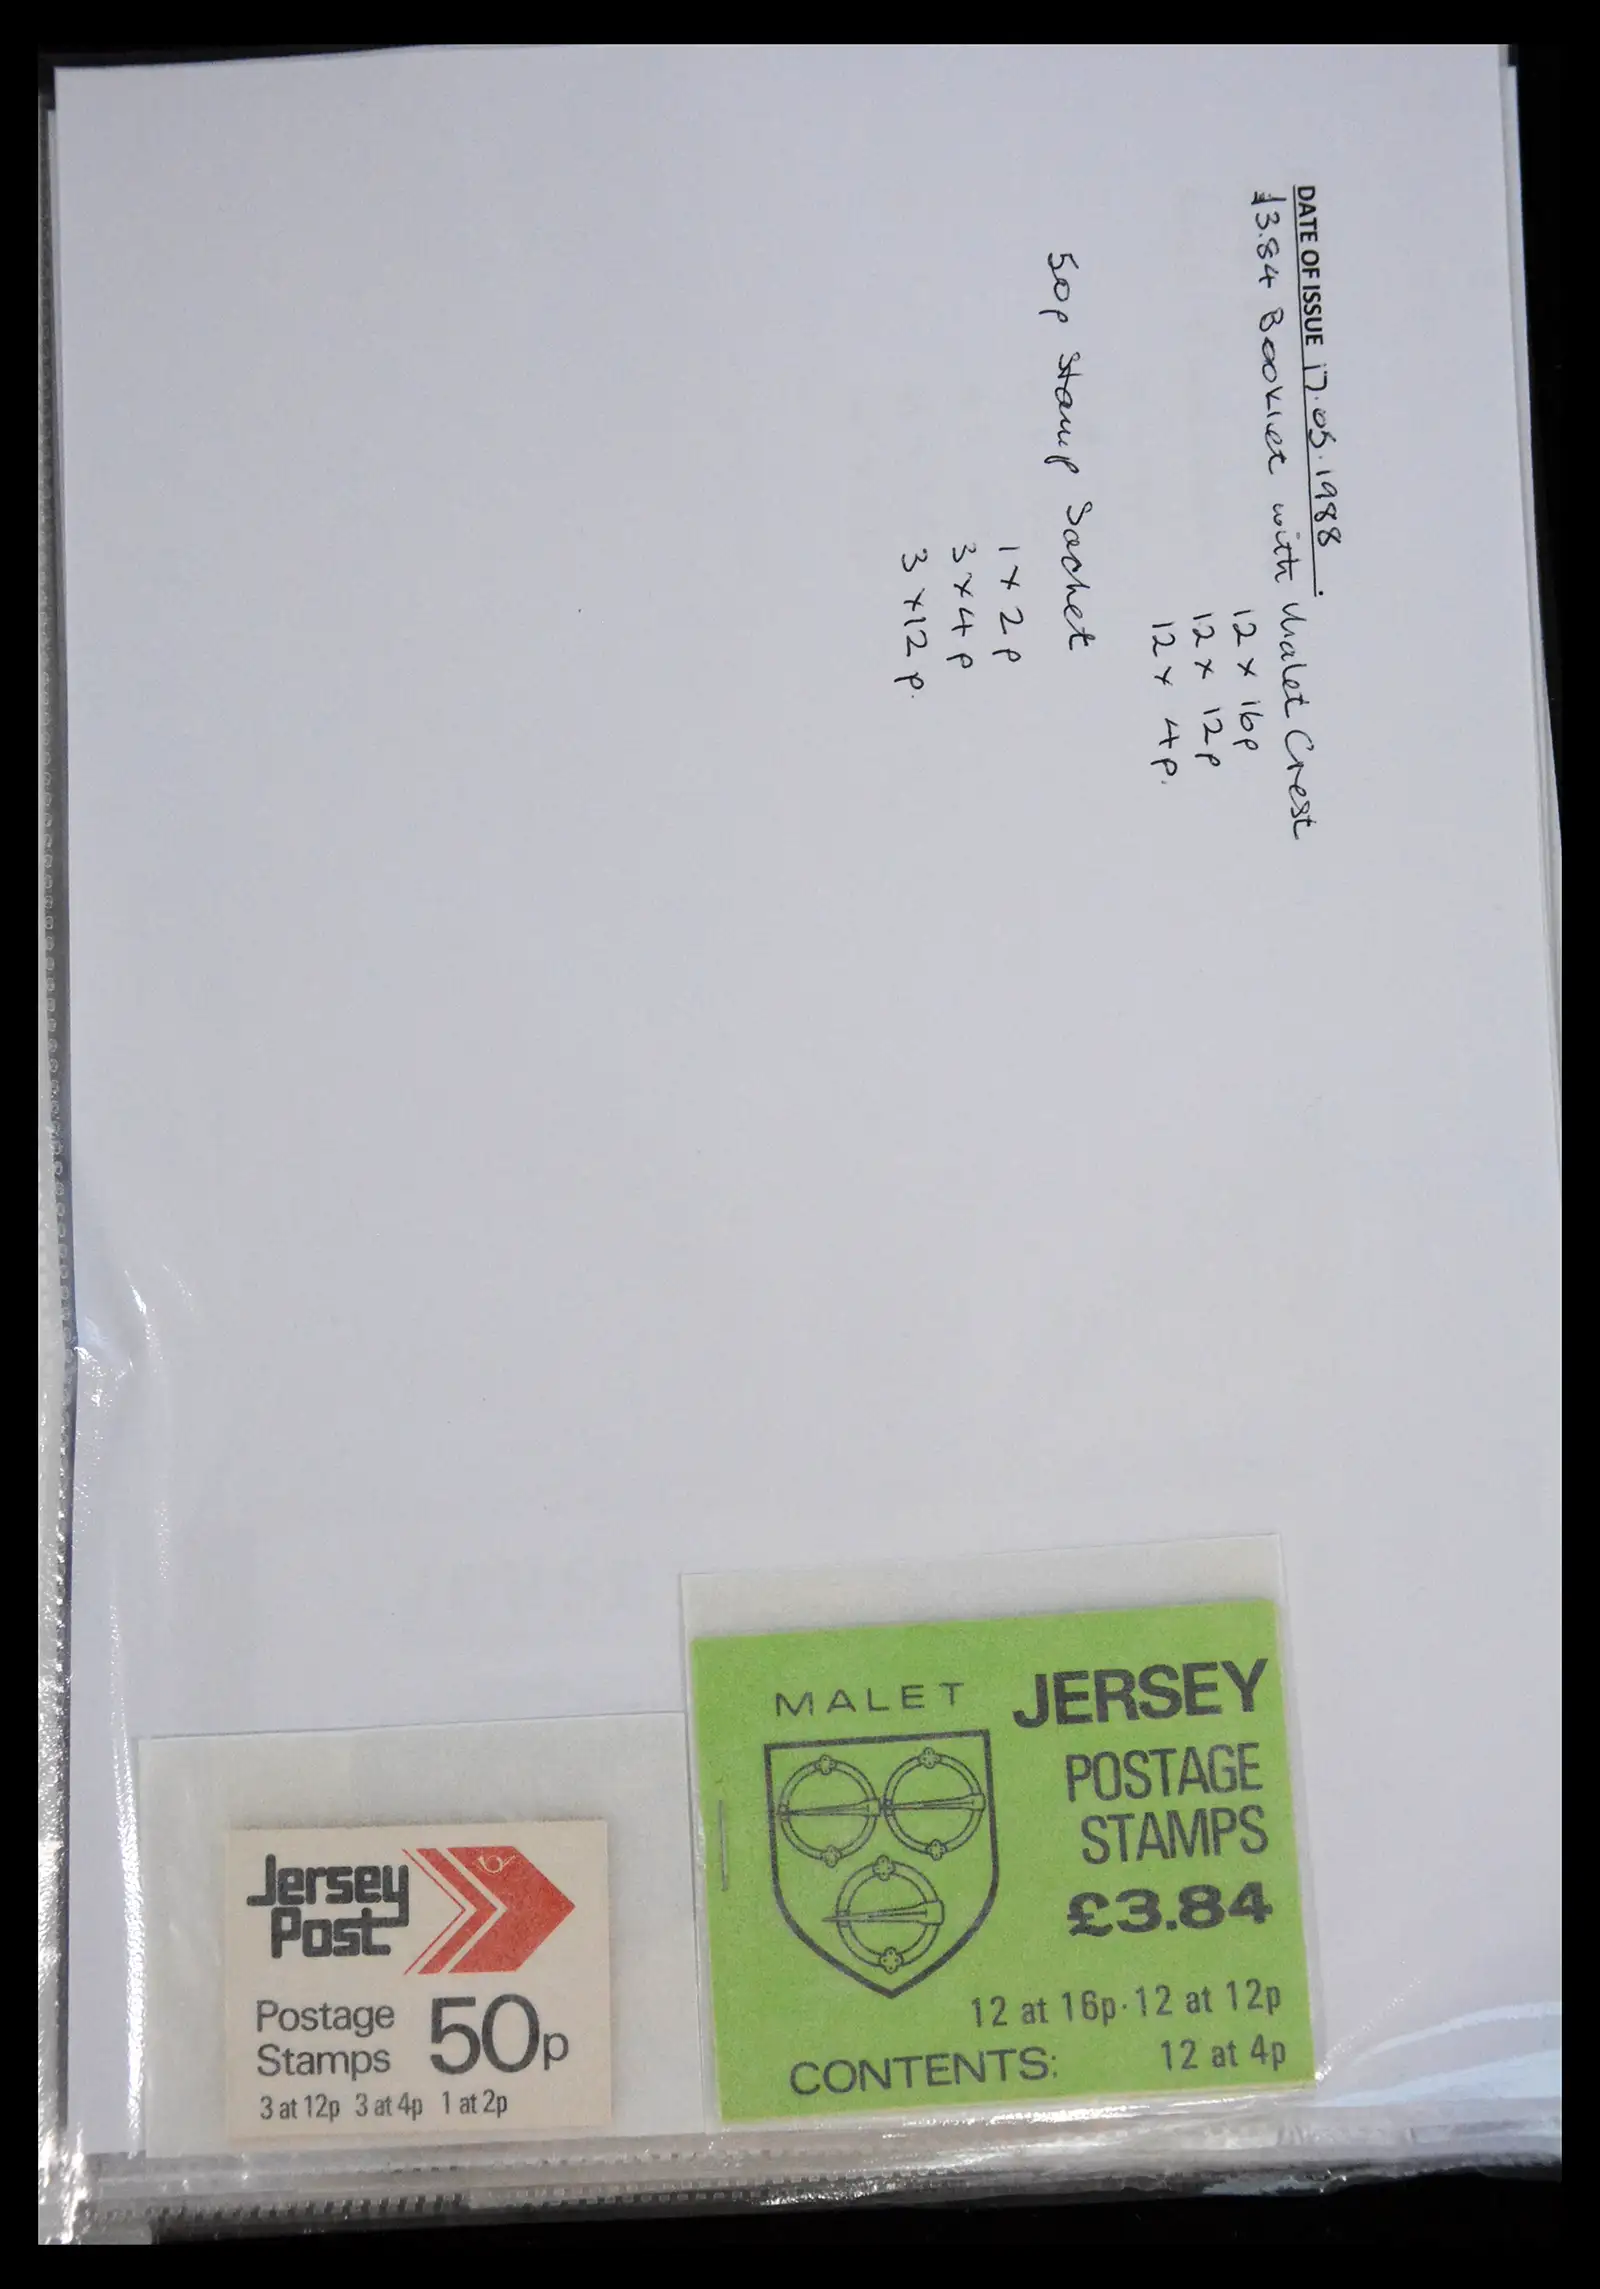 DATE OF ISSUE 17.05.1988.
£3.84 Booklet with Malet Crest
12 x 16p
12 x 12p
12 x 4p.
50p Stamp Sachet
1 x 2p
3 x 4p
3 x 12p.
MALET
JERSEY
POSTAGE
STAMPS
£3.84
12 at 16p·12 at 12p
CONTENTS: 12 at 4p
Jersey
Post
Postage
Stamps 50p
3 at 12p 3 at 4p 1 at 2p